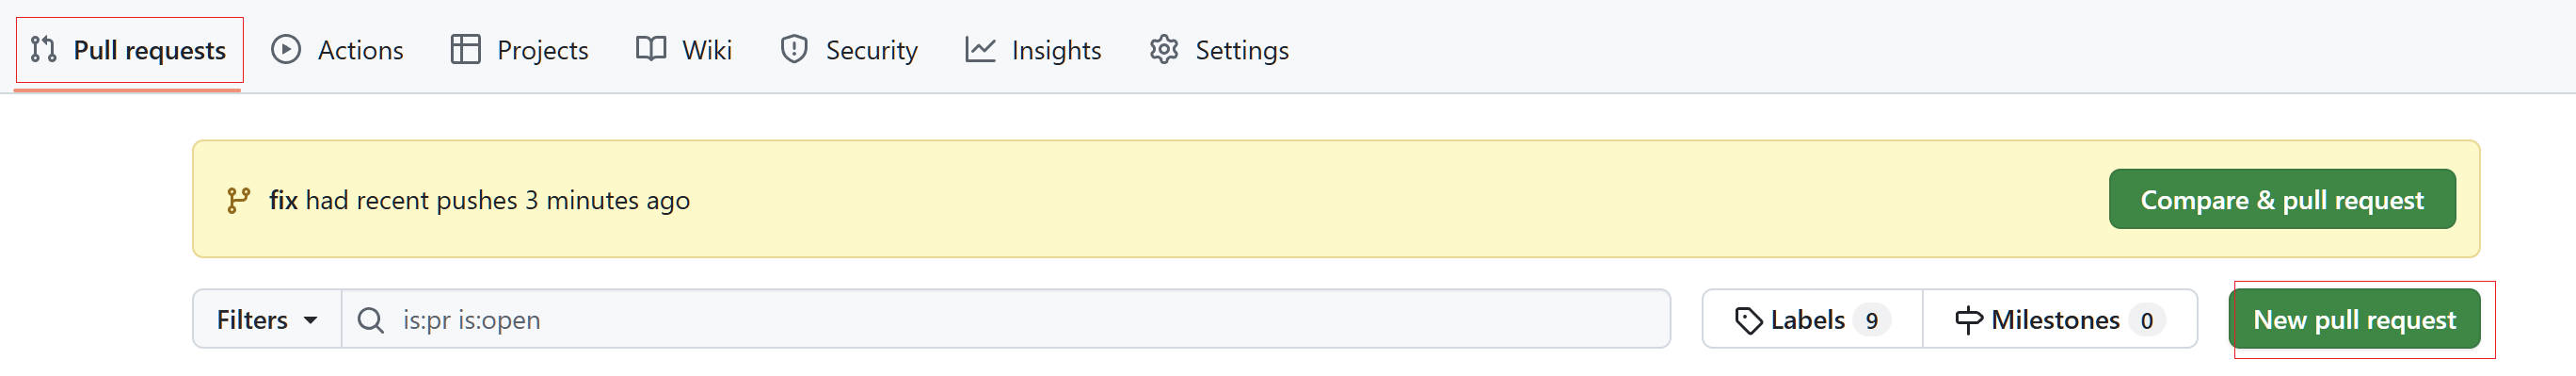 Pull requests Actions Projects Wiki Security Insights Settings
fix had recent pushes 3 minutes ago Compare & pull request
Filters is:pr is:open Labels 9 Milestones 0 New pull request